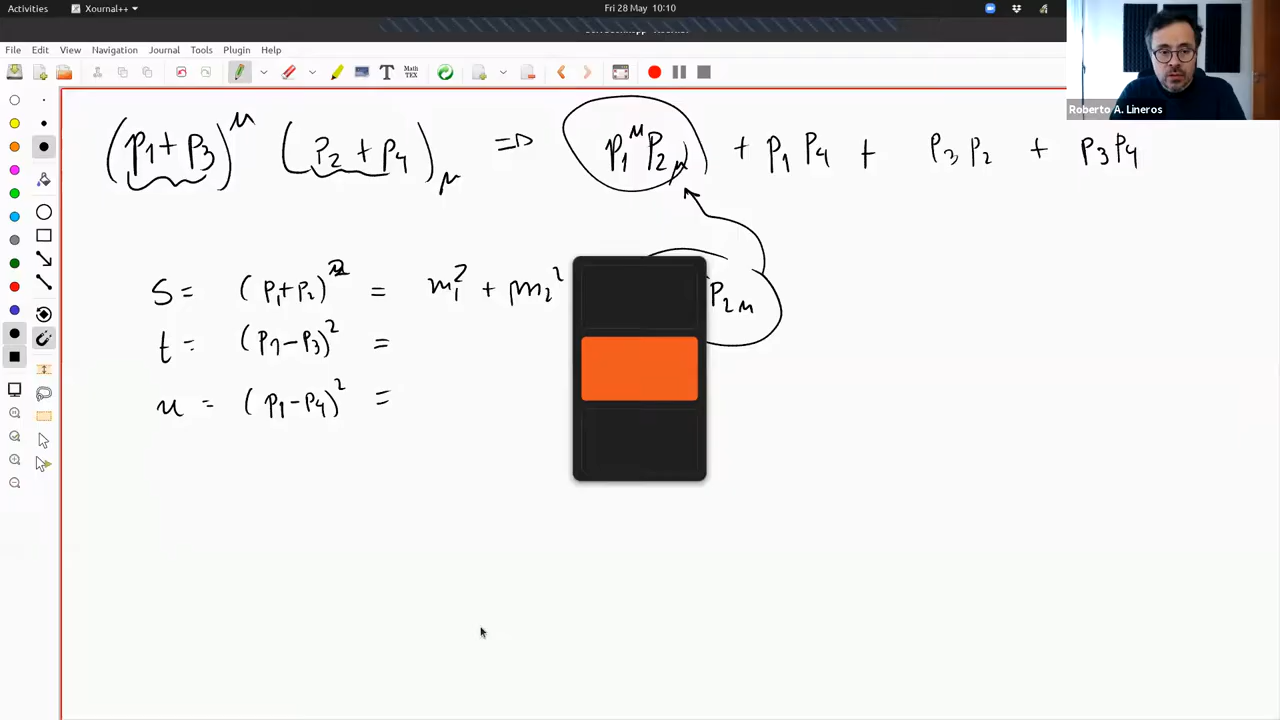 Activities Xournal++ Fri 28 May 10:10
File Edit View Navigation Journal Tools Plugin Help
Roberto A. Lineros
(p1+p3)^μ (p2+p4)_μ ⇒ p1^μ p2μ) + p1 p4 + p3 p2 + p3 p4
s = (p1+p2)^2 = m1^2 + m2^2 p2μ
t = (p1-p3)^2 =
u = (p1-p4)^2 =